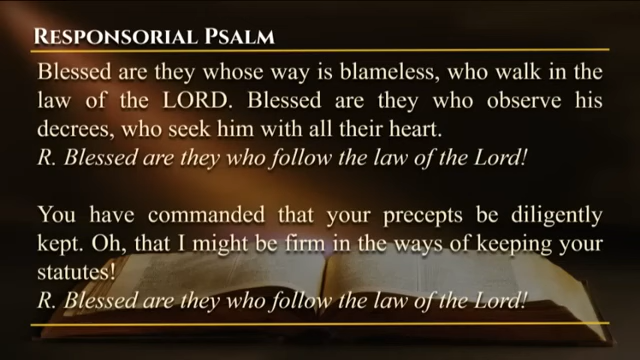 RESPONSORIAL PSALM
Blessed are they whose way is blameless, who walk in the
law of the LORD. Blessed are they who observe his
decrees, who seek him with all their heart.
R. Blessed are they who follow the law of the Lord!
You have commanded that your precepts be diligently
kept. Oh, that I might be firm in the ways of keeping your
statutes!
R. Blessed are they who follow the law of the Lord!